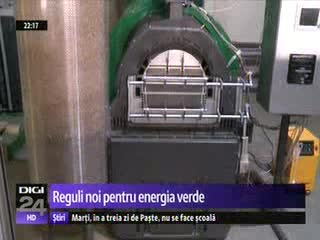 22:17
Reguli noi pentru energia verde
DIGI
24
HD
Știri
Marți, în a treia zi de Paște, nu se face școală